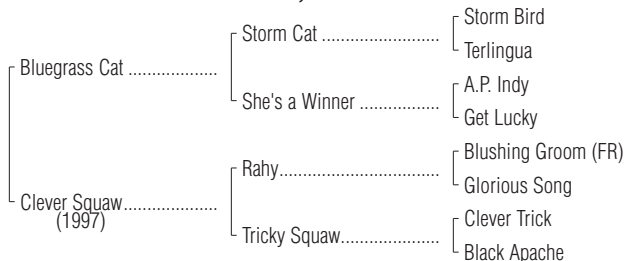 Storm Bird
Storm Cat ..............................
Terlingua
Bluegrass Cat ......................
A.P. Indy
She's a Winner ....................
Get Lucky
Blushing Groom (FR)
Rahy........................................
Glorious Song
Clever Squaw.......................
(1997)
Clever Trick
Tricky Squaw.........................
Black Apache